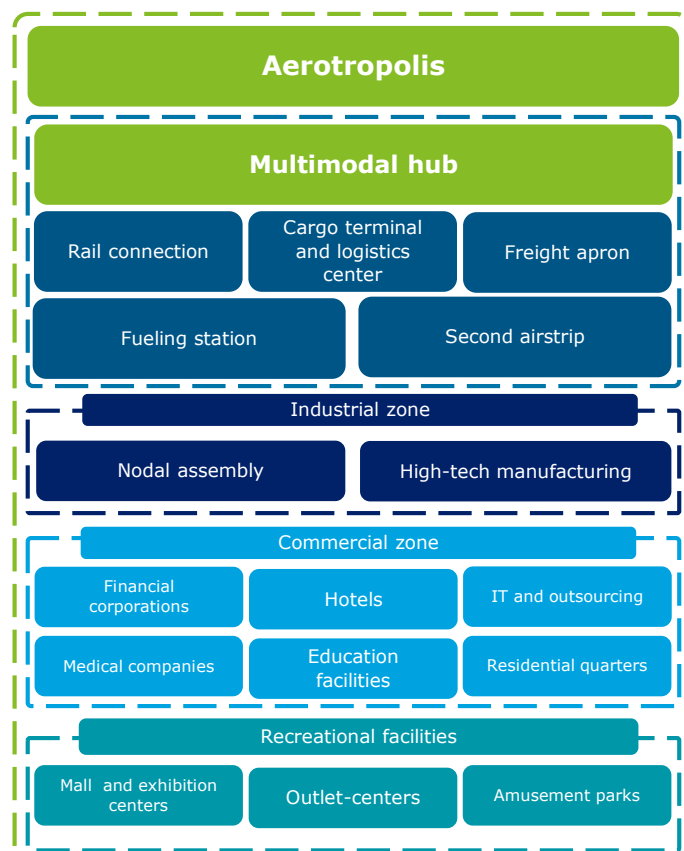 Aerotropolis
Multimodal hub
Rail connection
Cargo terminal
and logistics
center
Freight apron
Fueling station
Second airstrip
Industrial zone
Nodal assembly
High-tech manufacturing
Commercial zone
Financial
corporations
Hotels
IT and outsourcing
Medical companies
Education
facilities
Residential quarters
Recreational facilities
Mall and exhibition
centers
Outlet-centers
Amusement parks